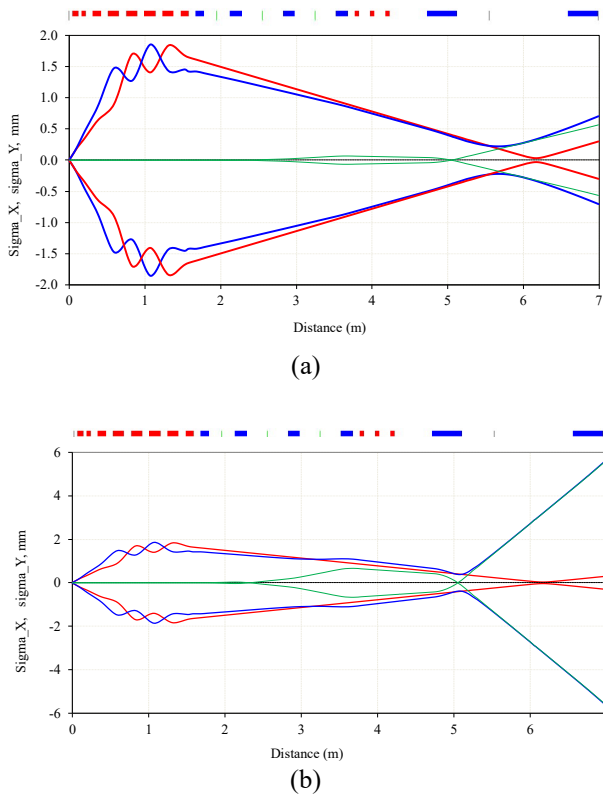 2.0
1.5
1.0
0.5
0.0
-0.5
-1.0
-1.5
-2.0
Sigma_X, sigma_Y, mm
0 1 2 3 4 5 6 7
Distance (m)
(a)
6
4
2
0
-2
-4
-6
Sigma_X, sigma_Y, mm
0 1 2 3 4 5 6
Distance (m)
(b)